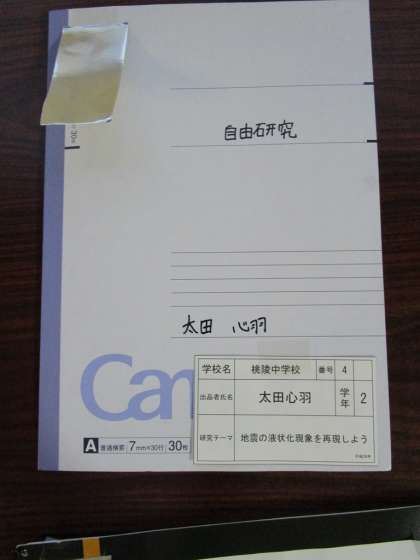 自由研究
太田 心羽
Cam
A 普通横罫 7mm×30行 30枚
学校名 桃陵中学校 番号 4
出品者氏名 太田心羽 学年 2
研究テーマ 地震の液状化現象を再現しよう